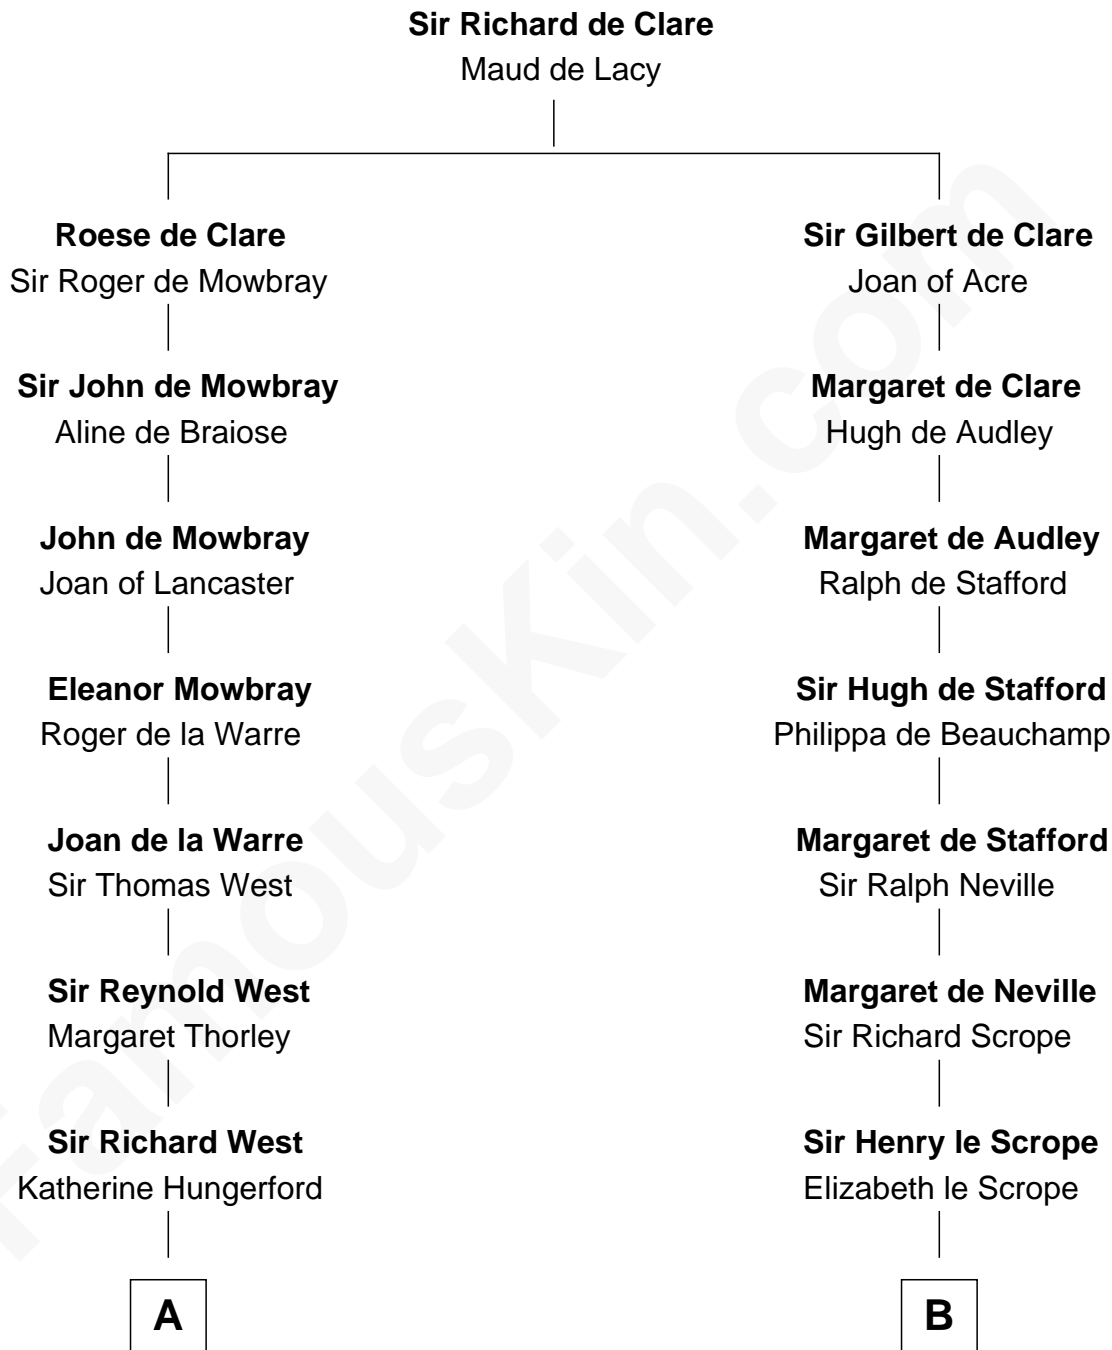 Sir Richard de Clare
Maud de Lacy
Roese de Clare
Sir Roger de Mowbray
Sir Gilbert de Clare
Joan of Acre
Sir John de Mowbray
Aline de Braiose
Margaret de Clare
Hugh de Audley
John de Mowbray
Joan of Lancaster
Margaret de Audley
Ralph de Stafford
Eleanor Mowbray
Roger de la Warre
Sir Hugh de Stafford
Philippa de Beauchamp
Joan de la Warre
Sir Thomas West
Margaret de Stafford
Sir Ralph Neville
Sir Reynold West
Margaret Thorley
Margaret de Neville
Sir Richard Scrope
Sir Richard West
Katherine Hungerford
Sir Henry le Scrope
Elizabeth le Scrope
A
B
FamousKin.com